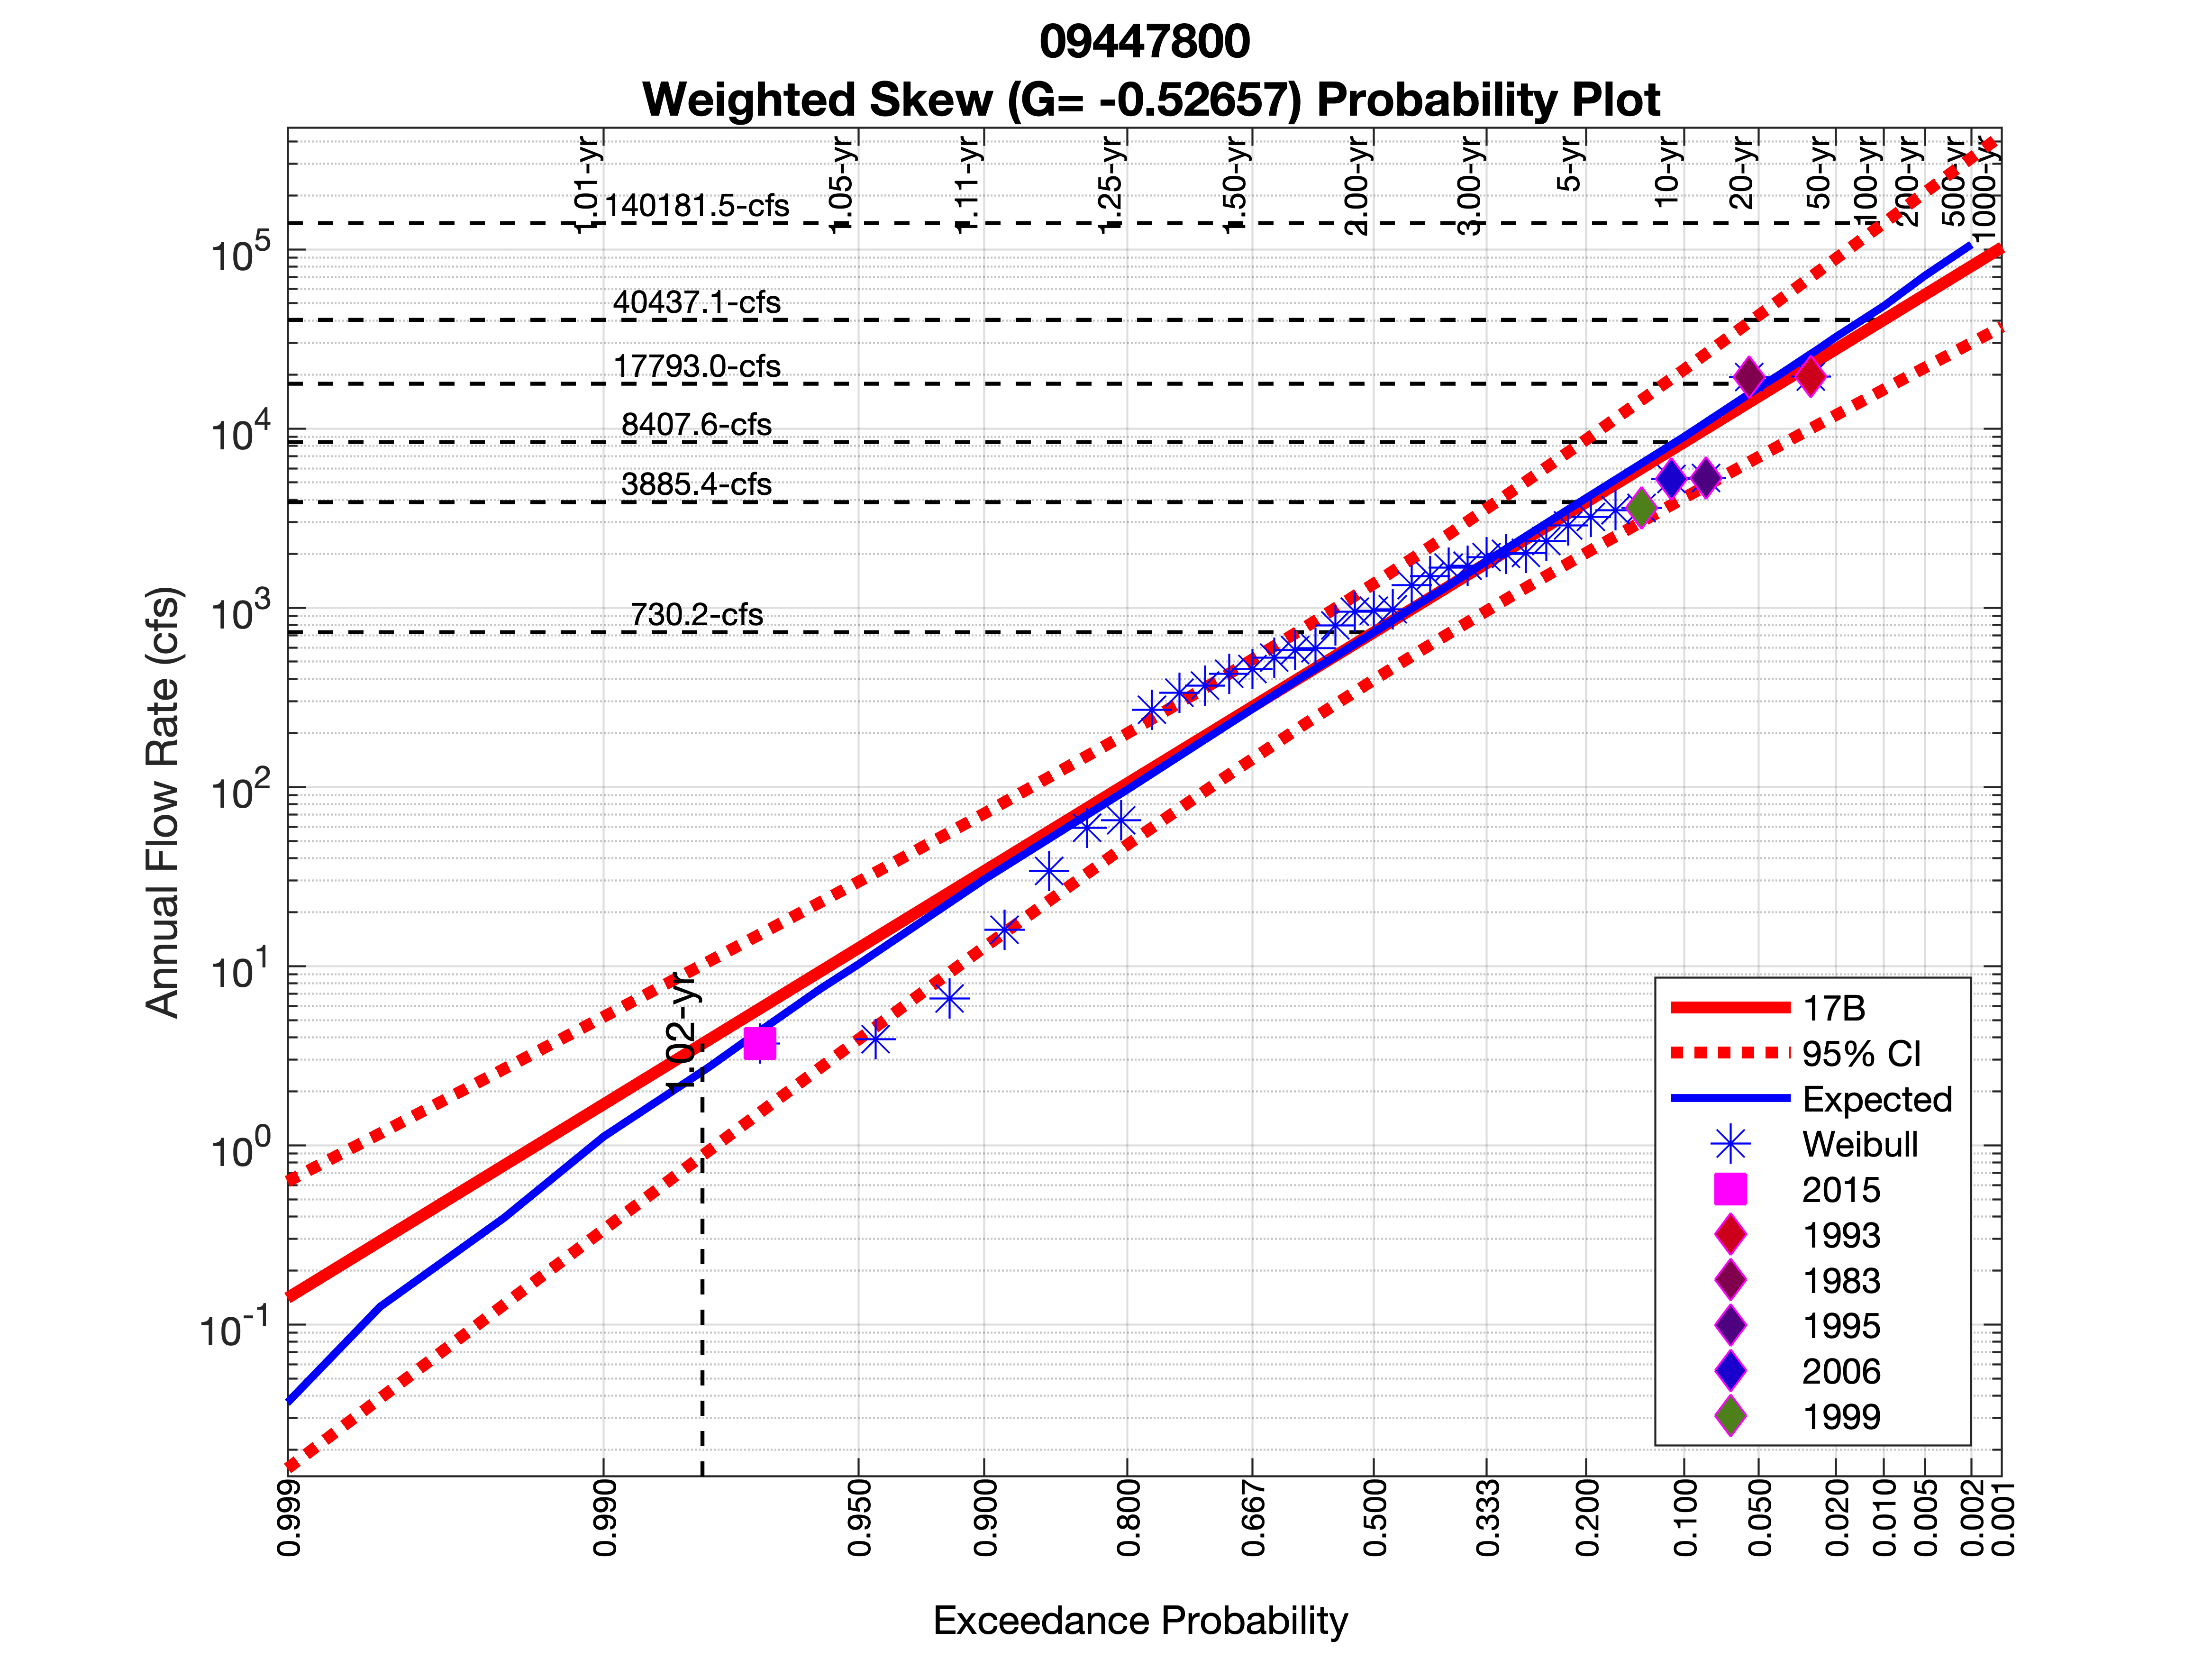 09447800
Weighted Skew (G= -0.52657) Probability Plot
1.01-yr
1.05-yr
1.11-yr
1.25-yr
1.50-yr
2.00-yr
3.00-yr
5-yr
10-yr
20-yr
50-yr
100-yr
200-yr
500-yr
1000-yr
140181.5-cfs
40437.1-cfs
17793.0-cfs
8407.6-cfs
3885.4-cfs
730.2-cfs
1.02-yr
10^5
10^4
10^3
10^2
10^1
10^0
10^-1
Annual Flow Rate (cfs)
17B
95% CI
Expected
Weibull
2015
1993
1983
1995
2006
1999
0.999
0.990
0.950
0.900
0.800
0.667
0.500
0.333
0.200
0.100
0.050
0.020
0.010
0.005
0.002
0.001
Exceedance Probability